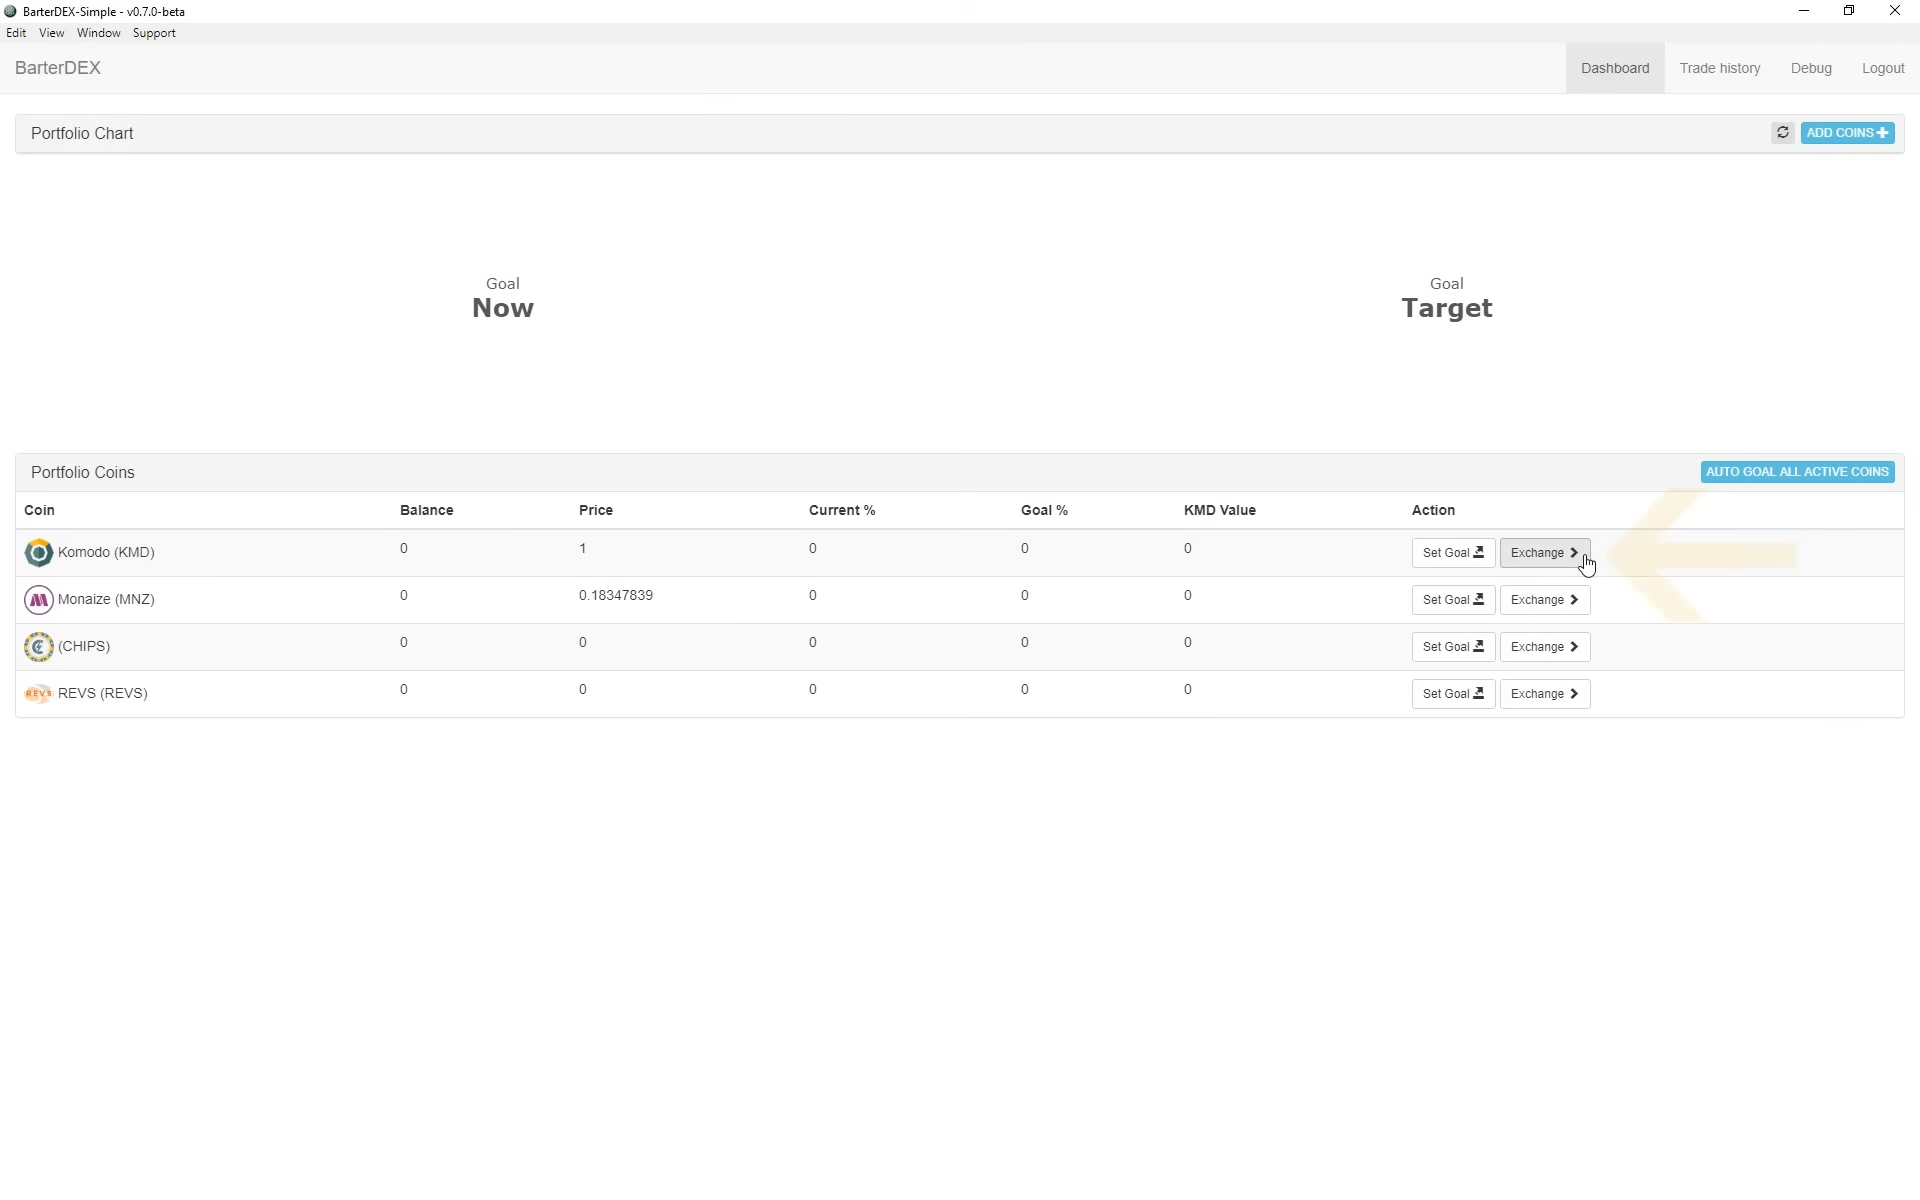 BarterDEX-Simple - v0.7.0-beta
Edit View Window Support
BarterDEX Dashboard Trade history Debug Logout
Portfolio Chart ADD COINS
Goal Goal
Now Target
Portfolio Coins AUTO GOAL ALL ACTIVE COINS
Coin Balance Price Current % Goal % KMD Value Action
Komodo (KMD) 0 1 0 0 0 Set Goal Exchange
Monaize (MNZ) 0 0.18347839 0 0 0 Set Goal Exchange
(CHIPS) 0 0 0 0 0 Set Goal Exchange
REVS REVS (REVS) 0 0 0 0 0 Set Goal Exchange